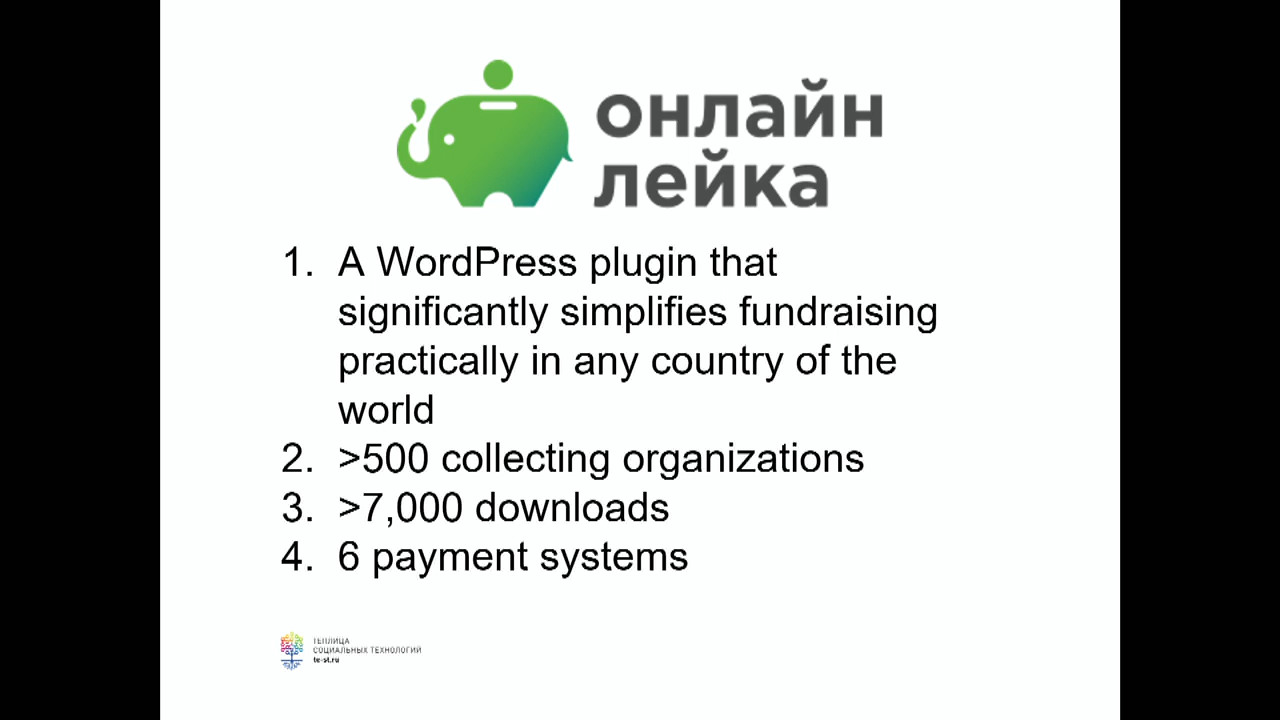 онлайн
лейка
1. A WordPress plugin that
significantly simplifies fundraising
practically in any country of the
world
2. >500 collecting organizations
3. >7,000 downloads
4. 6 payment systems
ТЕПЛИЦА
СОЦИАЛЬНЫХ ТЕХНОЛОГИЙ
te-st.ru